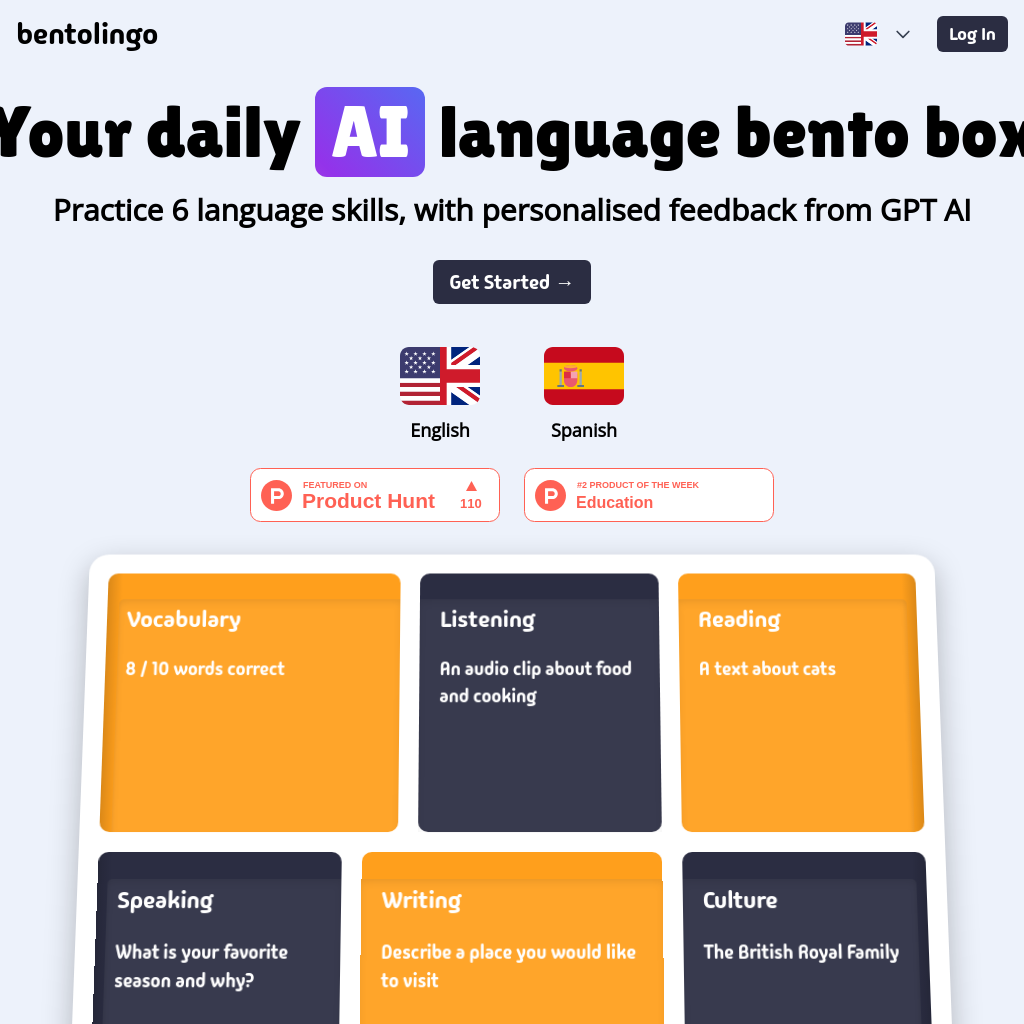 bentolingo
Log In
Your daily AI language bento box
Practice 6 language skills, with personalised feedback from GPT AI
Get Started →
English
Spanish
FEATURED ON
Product Hunt
110
#2 PRODUCT OF THE WEEK
Education
Vocabulary
8 / 10 words correct
Listening
An audio clip about food
and cooking
Reading
A text about cats
Speaking
What is your favorite
season and why?
Writing
Describe a place you would like
to visit
Culture
The British Royal Family